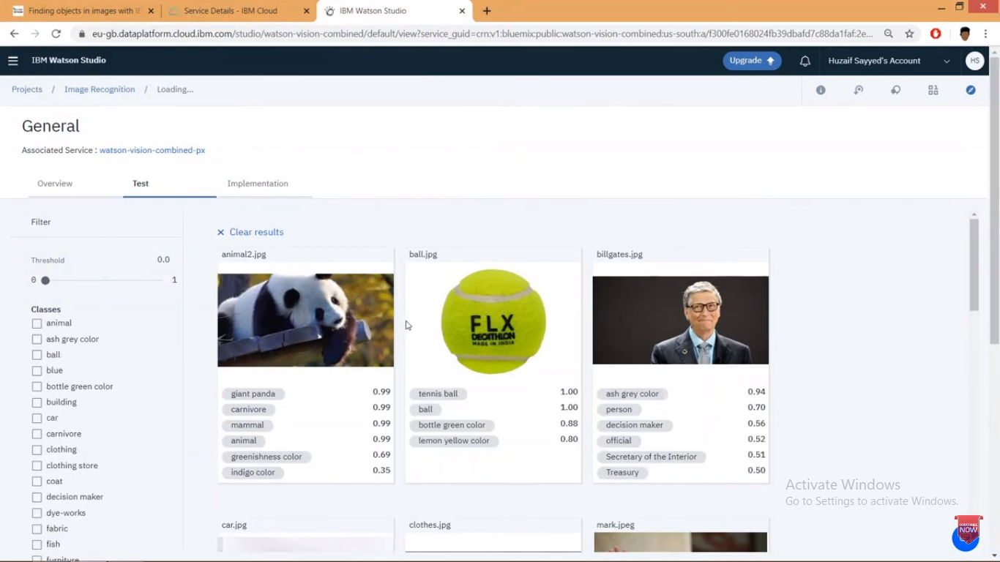 Finding objects in images with IB
Service Details - IBM Cloud
IBM Watson Studio
eu-gb.dataplatform.cloud.ibm.com/studio/watson-vision-combined/default/view?service_guid=crn:v1:bluemix:public:watson-vision-combined:us-south:a/f300fe0168024fb39dbafd7c88da1faf:2e...
IBM Watson Studio
Upgrade
Huzaif Sayyed's Account
HS
Projects / Image Recognition / Loading...
General
Associated Service : watson-vision-combined-px
Overview
Test
Implementation
Filter
Threshold 0.0
0 1
Classes
animal
ash grey color
ball
blue
bottle green color
building
car
carnivore
clothing
clothing store
coat
decision maker
dye-works
fabric
fish
furniture
Clear results
animal2.jpg
giant panda 0.99
carnivore 0.99
mammal 0.99
animal 0.99
greenishness color 0.69
indigo color 0.35
ball.jpg
FLX
DECATHLON
MADE IN INDIA
tennis ball 1.00
ball 1.00
bottle green color 0.88
lemon yellow color 0.80
billgates.jpg
ash grey color 0.94
person 0.70
decision maker 0.56
official 0.52
Secretary of the Interior 0.51
Treasury 0.50
car.jpg
clothes.jpg
mark.jpeg
Activate Windows
Go to Settings to activate Windows.
SUBSCRIBE
NOW